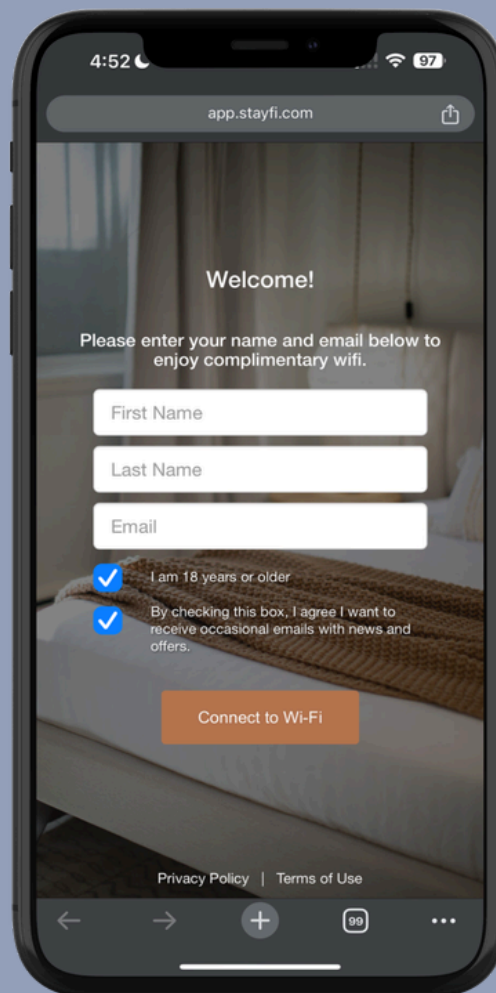 4:52
97
app.stayfi.com
Welcome!
Please enter your name and email below to
enjoy complimentary wifi.
First Name
Last Name
Email
I am 18 years or older
By checking this box, I agree I want to
receive occasional emails with news and
offers.
Connect to Wi-Fi
Privacy Policy | Terms of Use
99